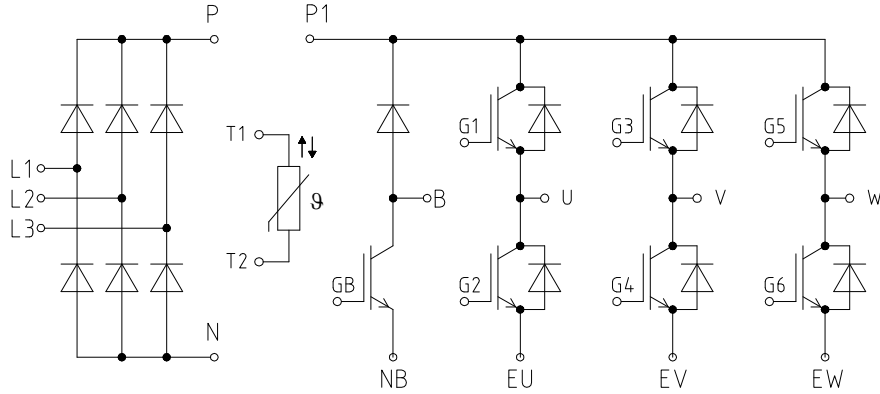 P P1
T1 G1 G3 G5
L1
L2 ϑ B U V W
L3
T2 GB G2 G4 G6
N
NB EU EV EW